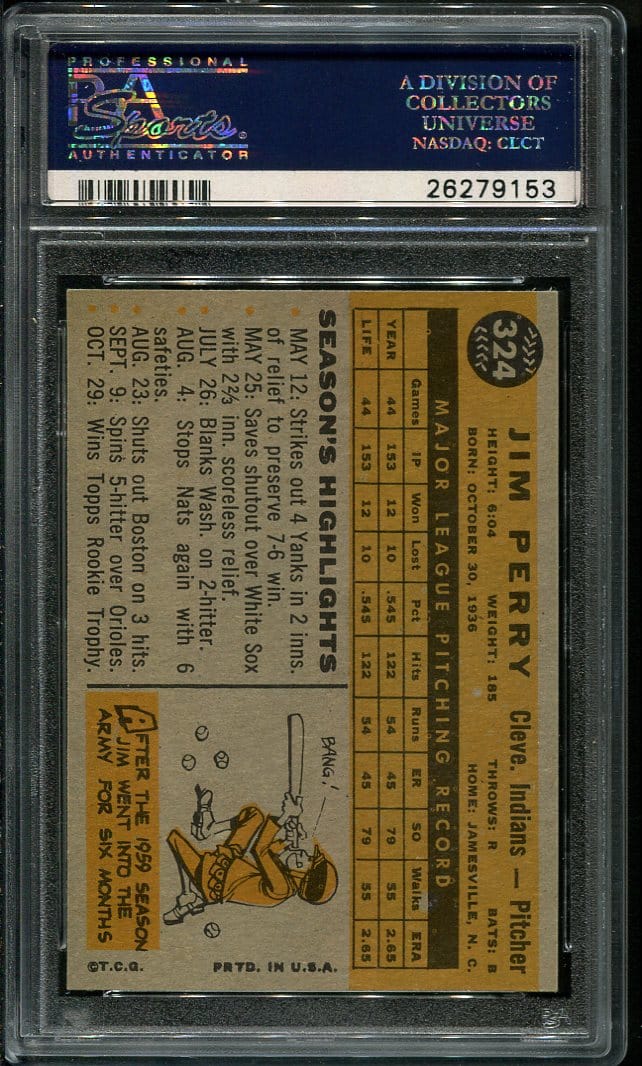 PROFESSIONAL
PSA
Sports
AUTHENTICATOR
A DIVISION OF
COLLECTORS
UNIVERSE
NASDAQ: CLCT
26279153
324
JIM PERRY Cleve. Indians — Pitcher
HEIGHT: 6:04 WEIGHT: 185 THROWS: R BATS: B
BORN: OCTOBER 30, 1936 HOME: JAMESVILLE, N. C.
MAJOR LEAGUE PITCHING RECORD
Games IP Won Lost Pct Hits Runs ER SO Walks ERA
YEAR 44 153 12 10 .545 122 54 45 79 55 2.65
LIFE 44 153 12 10 .545 122 54 45 79 55 2.65
SEASON'S HIGHLIGHTS
• MAY 12: Strikes out 4 Yanks in 2 inns.
of relief to preserve 7-6 win.
• MAY 25: Saves shutout over White Sox
with 2⅔ inn. scoreless relief.
• JULY 26: Blanks Wash. on 2-hitter.
• AUG. 4: Stops Nats again with 6
safeties.
• AUG. 23: Shuts out Boston on 3 hits.
• SEPT. 9: Spins 5-hitter over Orioles.
• OCT. 29: Wins Topps Rookie Trophy.
BANG!
AFTER THE 1959 SEASON
JIM WENT INTO THE
ARMY FOR SIX MONTHS
©T.C.G. PRTD. IN U.S.A.
PSA